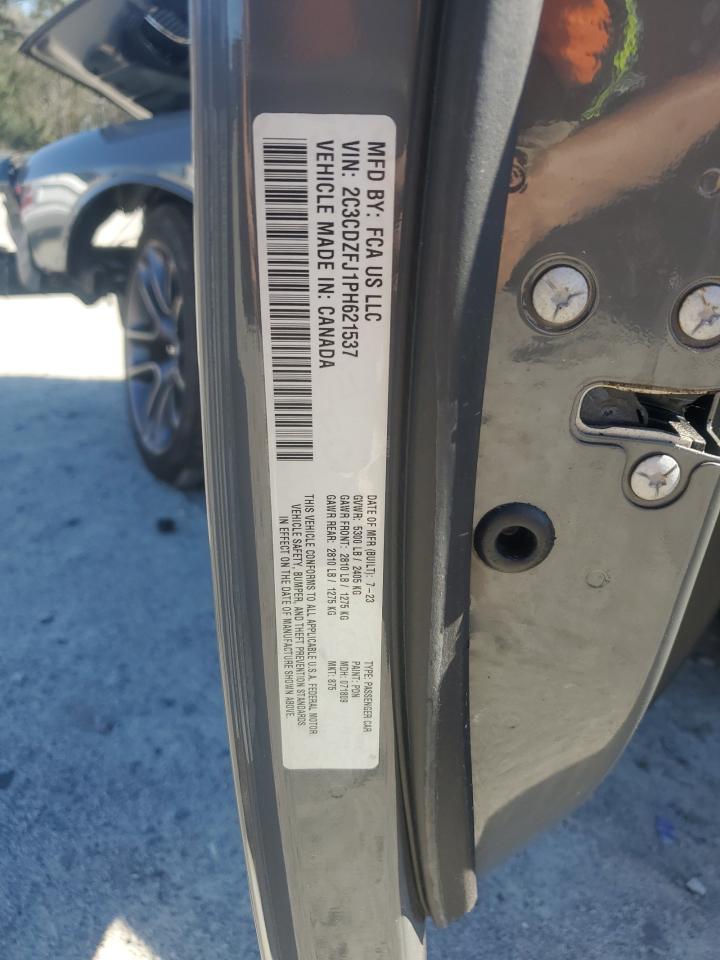 MFD BY: FCA US LLC
VIN: 2C3CDZFJ1PH621537
VEHICLE MADE IN: CANADA
DATE OF MFR (BUILT): 7-23
GVWR: 5300 LB / 2405 KG
GAWR FRONT: 2810 LB / 1275 KG
GAWR REAR: 2810 LB / 1275 KG
TYPE: PASSENGER CAR
PAINT: PDN
MDH: 071809
MKT: 875
THIS VEHICLE CONFORMS TO ALL APPLICABLE U.S.A. FEDERAL MOTOR
VEHICLE SAFETY, BUMPER, AND THEFT PREVENTION STANDARDS
IN EFFECT ON THE DATE OF MANUFACTURE SHOWN ABOVE.